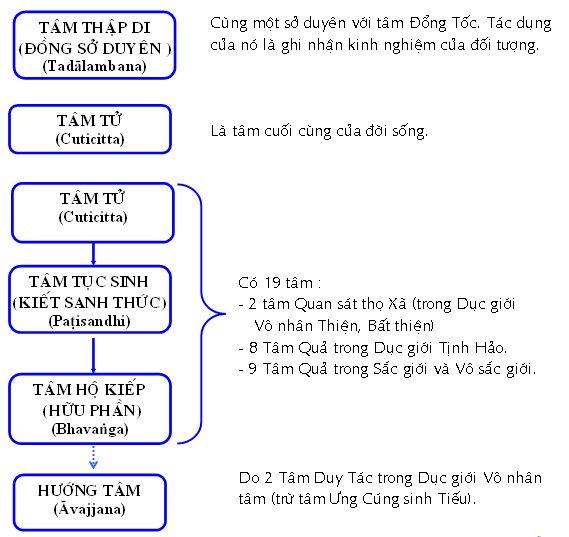 TÂM THẬP DI
(ĐỒNG SỞ DUYÊN )
(Tadālambana)
Cùng một sở duyên với tâm Đổng Tốc. Tác dụng
của nó là ghi nhận kinh nghiệm của đối tượng.
TÂM TỬ
(Cuticitta)
Là tâm cuối cùng của đời sống.
TÂM TỬ
(Cuticitta)
TÂM TỤC SINH
(KIẾT SANH THỨC)
(Paṭisandhi)
TÂM HỘ KIẾP
(HỮU PHẦN)
(Bhavaṅga)
Có 19 tâm :
- 2 tâm Quan sát thọ Xả (trong Dục giới
Vô nhân Thiện, Bất thiện)
- 8 Tâm Quả trong Dục giới Tịnh Hảo.
- 9 Tâm Quả trong Sắc giới và Vô sắc giới.
HƯỚNG TÂM
(Āvajjana)
Do 2 Tâm Duy Tác trong Dục giới Vô nhân
tâm (trừ tâm Ưng Cúng sinh Tiếu).